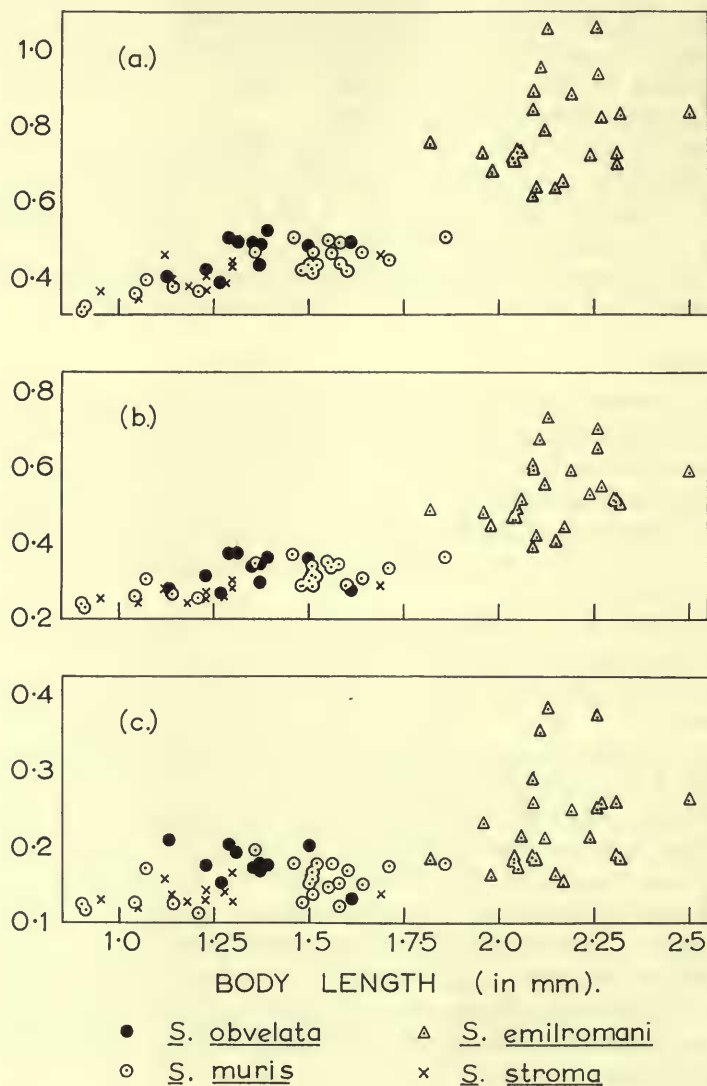 1·0
(a.)
0·8
0·6
0·4
0·8
(b.)
0·6
0·4
0·2
0·4
(c.)
0·3
0·2
0·1
1·0 1·25 1·5 1·75 2·0 2·25 2·5
BODY LENGTH (in mm).
● S. obvelata △ S. emilromani
⊙ S. muris × S. stroma